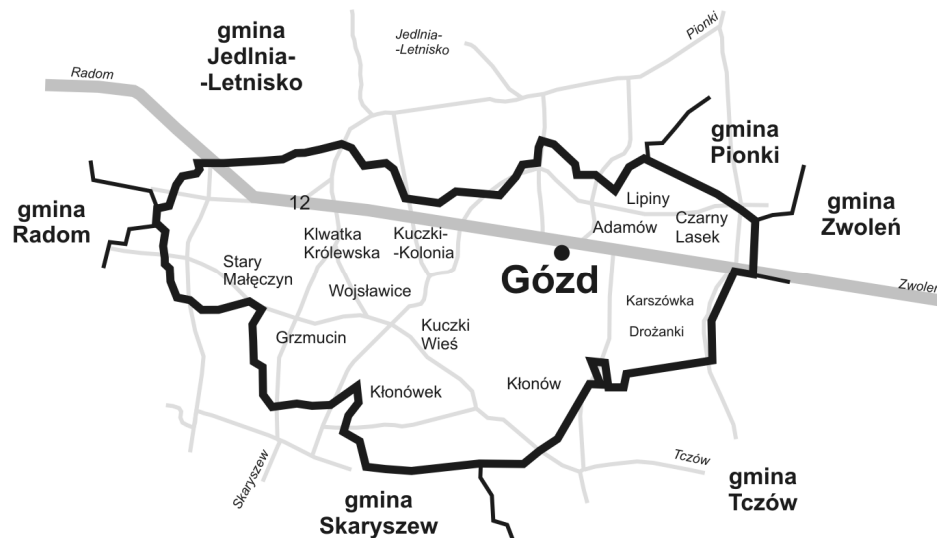 gmina
Jedlnia-
-Letnisko
Jedlnia-
-Letnisko
Pionki
Radom
gmina
Pionki
gmina
Zwoleń
gmina
Radom
12
Lipiny
Adamów
Czarny
Lasek
Klwatka
Królewska
Kuczki-
-Kolonia
Stary
Małęczyn
Wojsławice
Gózd
Zwoleń
Karszówka
Drożanki
Grzmucin
Kuczki
Wieś
Kłonówek
Kłonów
Skaryszew
Tczów
gmina
Tczów
gmina
Skaryszew